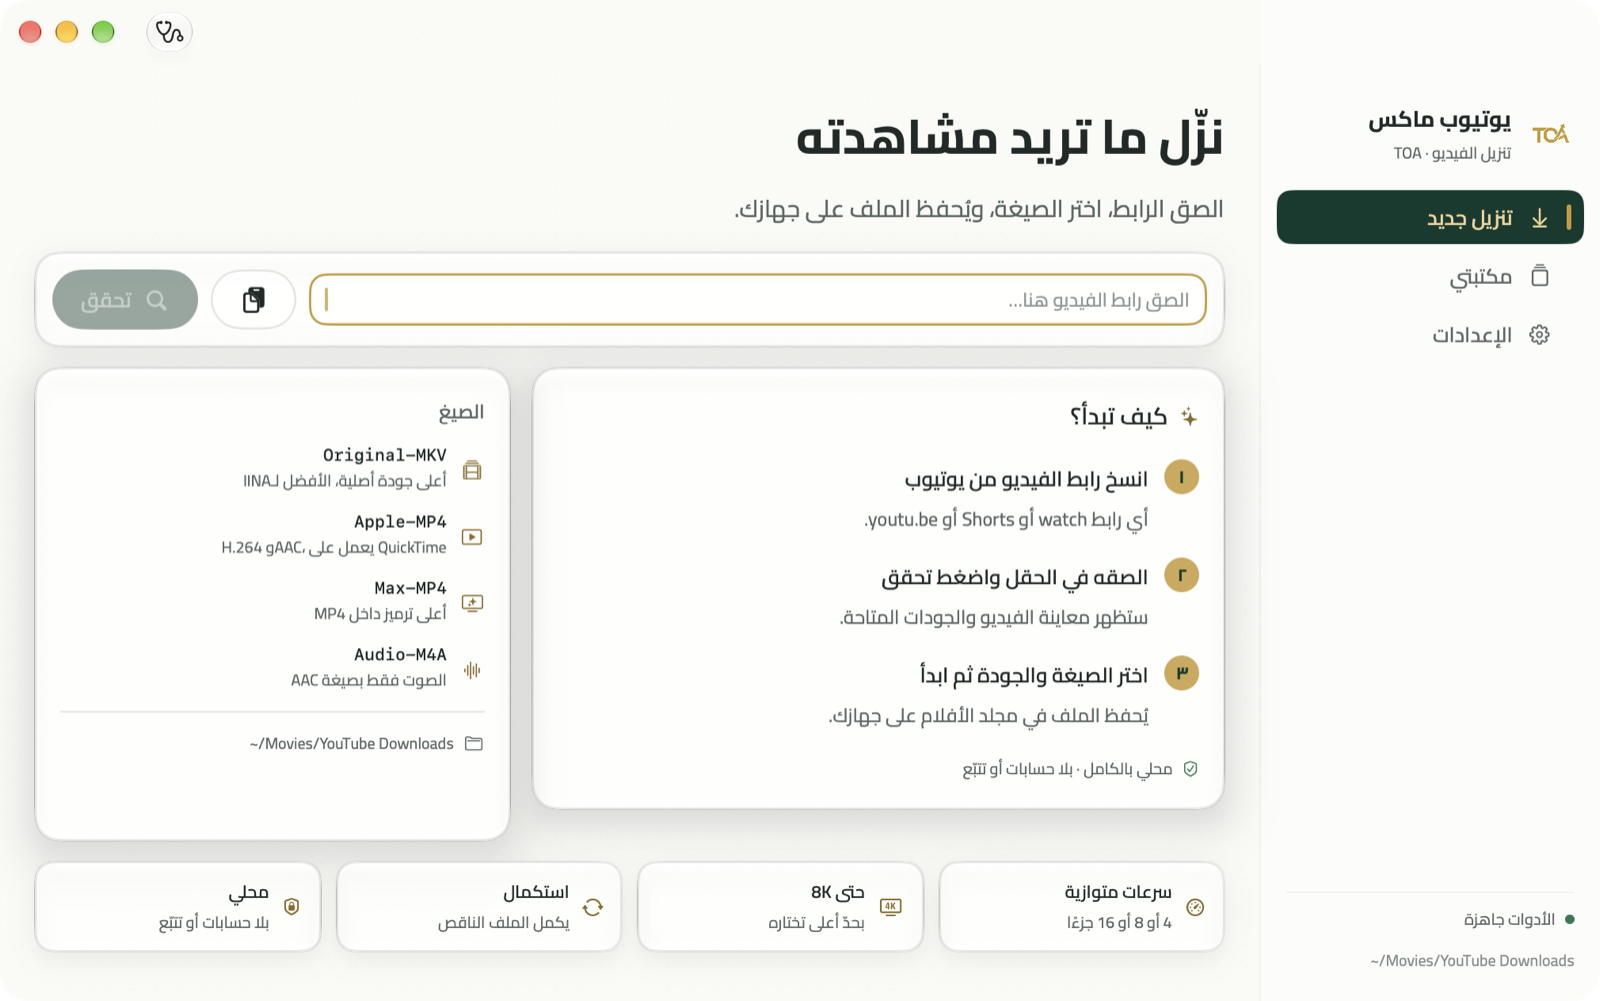 TOA
يوتيوب ماكس
تنزيل الفيديو · TOA
تنزيل جديد
مكتبتي
الإعدادات
نزّل ما تريد مشاهدته
الصق الرابط، اختر الصيغة، ويُحفظ الملف على جهازك.
الصق رابط الفيديو هنا...
تحقق
كيف تبدأ؟
١
انسخ رابط الفيديو من يوتيوب
أي رابط watch أو Shorts أو youtu.be.
٢
الصقه في الحقل واضغط تحقق
ستظهر معاينة الفيديو والجودات المتاحة.
٣
اختر الصيغة والجودة ثم ابدأ
يُحفظ الملف في مجلد الأفلام على جهازك.
محلي بالكامل · بلا حسابات أو تتبّع
الصيغ
Original-MKV
أعلى جودة أصلية، الأفضل لـIINA
Apple-MP4
H.264 وAAC، يعمل على QuickTime
Max-MP4
أعلى ترميز داخل MP4
Audio-M4A
الصوت فقط بصيغة AAC
~/Movies/YouTube Downloads
سرعات متوازية
4 أو 8 أو 16 جزءًا
4K
حتى 8K
بحدّ أعلى تختاره
استكمال
يكمل الملف الناقص
محلي
بلا حسابات أو تتبّع
الأدوات جاهزة
~/Movies/YouTube Downloads